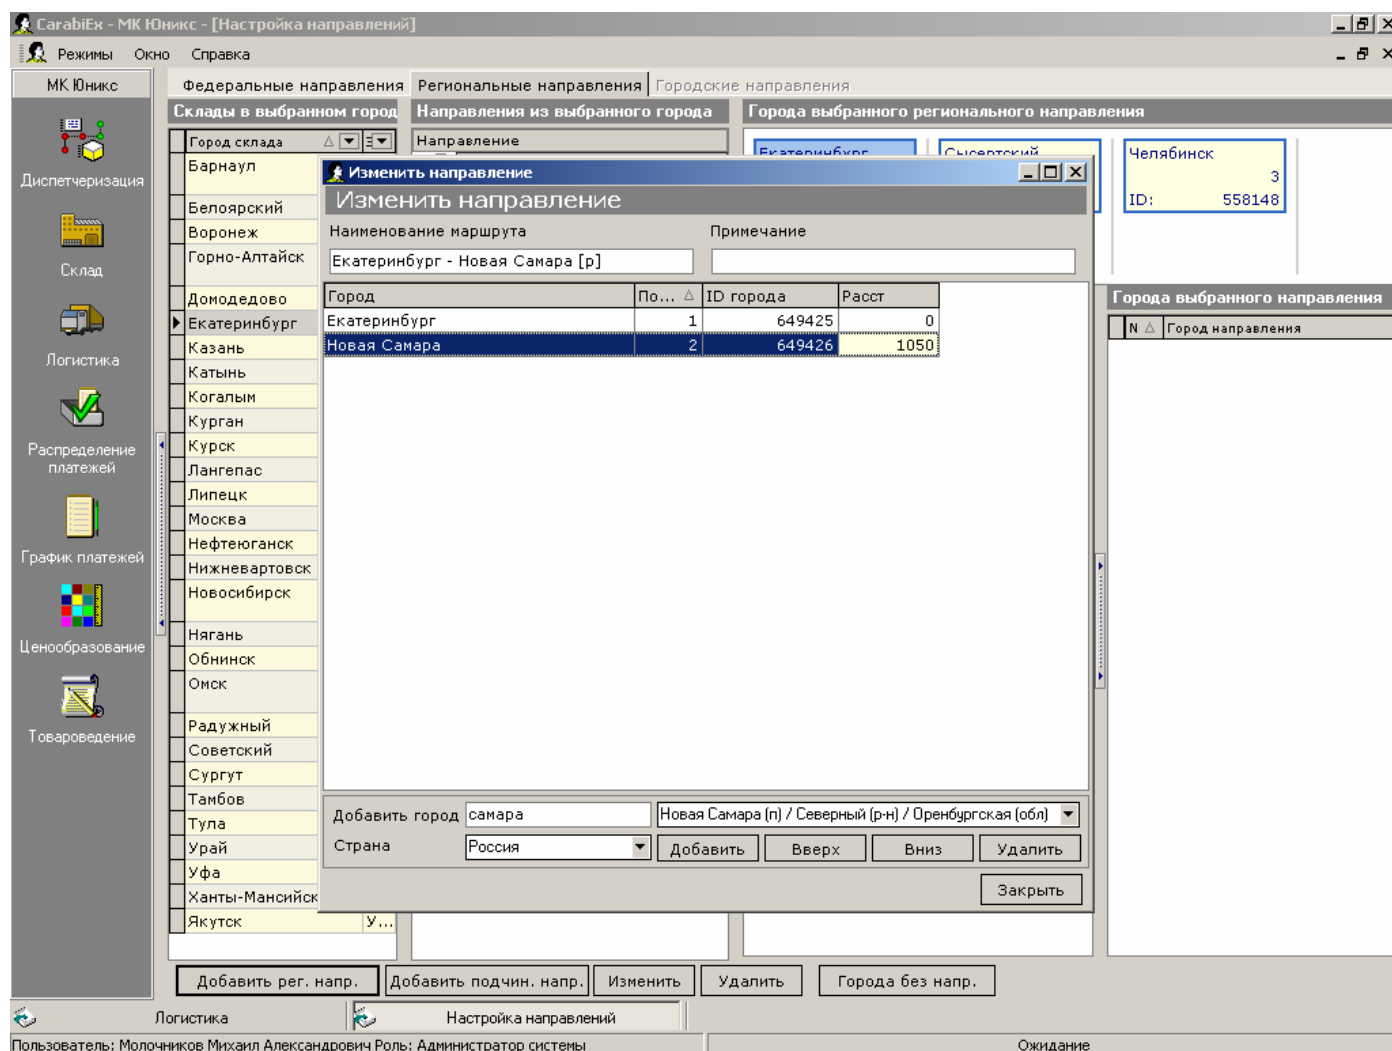 CarabiEx - МК Юникс - [Настройка направлений]
Режимы Окно Справка
МК Юникс
Диспетчеризация
Склад
Логистика
Распределение
платежей
График платежей
Ценообразование
Товароведение
Федеральные направления Региональные направления Городские направления
Склады в выбранном город
Город склада
Барнаул
Белоярский
Воронеж
Горно-Алтайск
Домодедово
Екатеринбург
Казань
Катынь
Когалым
Курган
Курск
Лангепас
Липецк
Москва
Нефтеюганск
Нижневартовск
Новосибирск
Нягань
Обнинск
Омск
Радужный
Советский
Сургут
Тамбов
Тула
Урай
Уфа
Ханты-Мансийск
Якутск У...
Направления из выбранного города
Направление
Города выбранного регионального направления
Екатеринбург
Сысертский
Челябинск
3
ID: 558148
Изменить направление
Изменить направление
Наименование маршрута Примечание
Екатеринбург - Новая Самара [р]
Город По... ID города Расст
Екатеринбург 1 649425 0
Новая Самара 2 649426 1050
Добавить город самара Новая Самара (п) / Северный (р-н) / Оренбургская (обл)
Страна Россия Добавить Вверх Вниз Удалить
Закрыть
Города выбранного направления
N Город направления
Добавить рег. напр. Добавить подчин. напр. Изменить Удалить Города без напр.
Логистика Настройка направлений
Пользователь: Молочников Михаил Александрович Роль: Администратор системы Ожидание